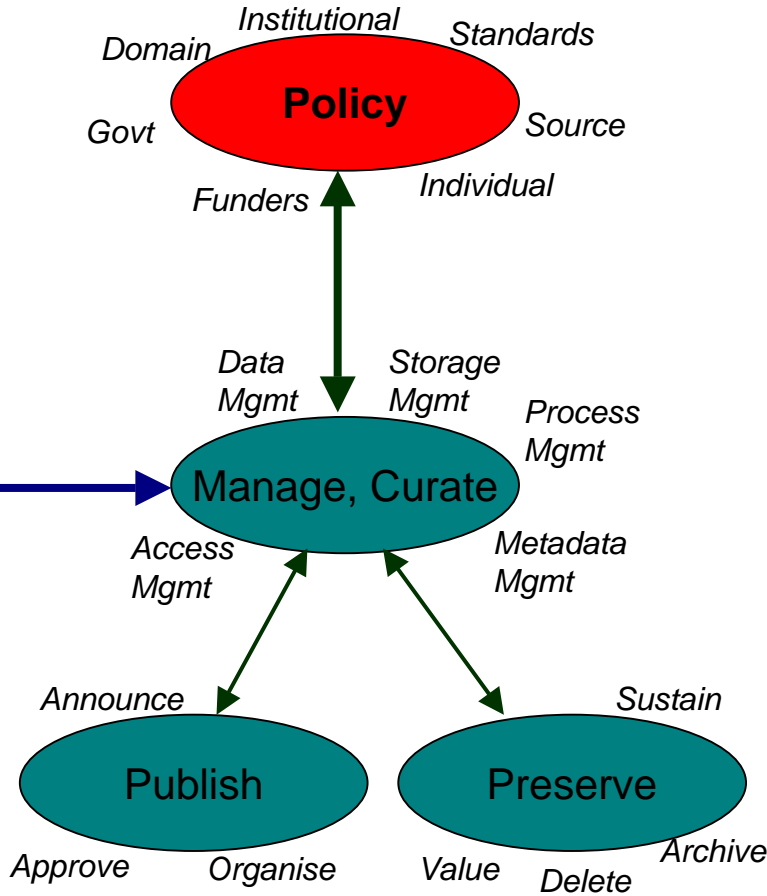 Institutional
Standards
Domain
Policy
Govt
Source
Individual
Funders
Data
Mgmt
Storage
Mgmt
Process
Mgmt
Manage, Curate
Access
Mgmt
Metadata
Mgmt
Announce
Sustain
Publish
Preserve
Approve
Organise
Value
Delete
Archive